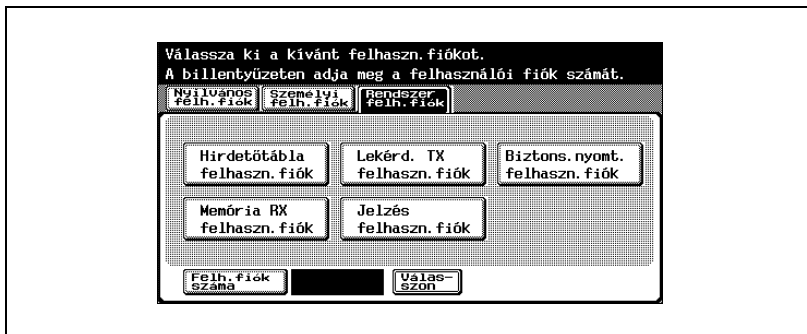 Válassza ki a kívánt felhaszn.fiókot.
A billentyűzeten adja meg a felhasználói fiók számát.
Nyilvános felh.fiók
Személyi felh.fiók
Rendszer felh.fiók
Hirdetőtábla
felhaszn.fiók
Lekérd. TX
felhaszn.fiók
Biztons.nyomt.
felhaszn.fiók
Memória RX
felhaszn.fiók
Jelzés
felhaszn.fiók
Felh.fiók
száma
Válas-
szon